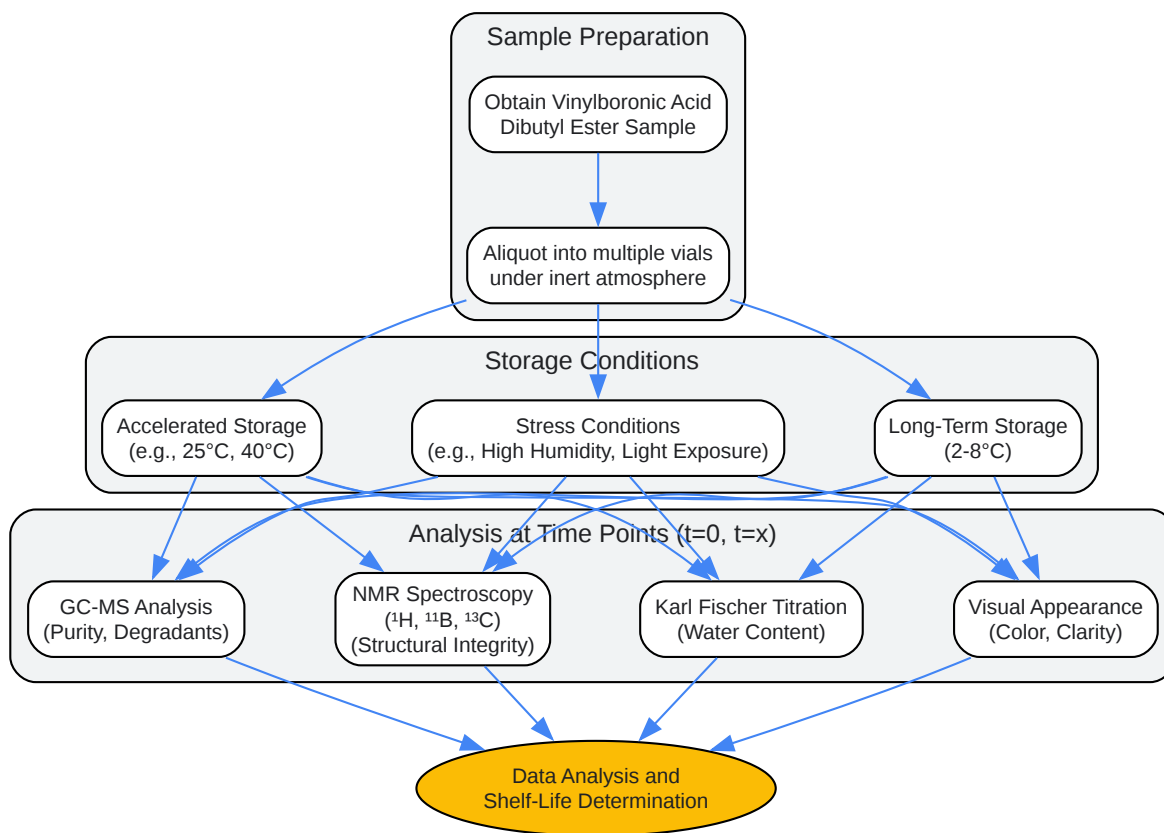 Sample Preparation
Obtain Vinylboronic Acid
Dibutyl Ester Sample
Aliquot into multiple vials
under inert atmosphere
Storage Conditions
Accelerated Storage
(e.g., 25°C, 40°C)
Stress Conditions
(e.g., High Humidity, Light Exposure)
Long-Term Storage
(2-8°C)
Analysis at Time Points (t=0, t=x)
GC-MS Analysis
(Purity, Degradants)
NMR Spectroscopy
(¹H, ¹¹B, ¹³C)
(Structural Integrity)
Karl Fischer Titration
(Water Content)
Visual Appearance
(Color, Clarity)
Data Analysis and
Shelf-Life Determination